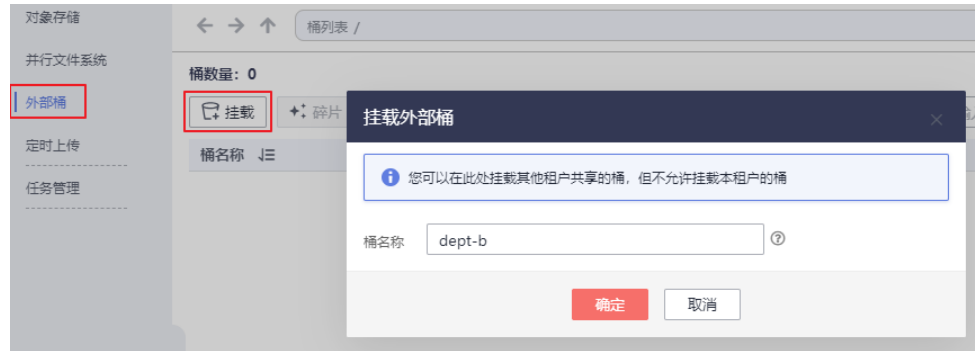 对象存储
并行文件系统
外部桶
定时上传
任务管理
桶列表 /
桶数量: 0
挂载
碎片
桶名称
挂载外部桶
您可以在此处挂载其他租户共享的桶，但不允许挂载本租户的桶
桶名称 dept-b
确定 取消